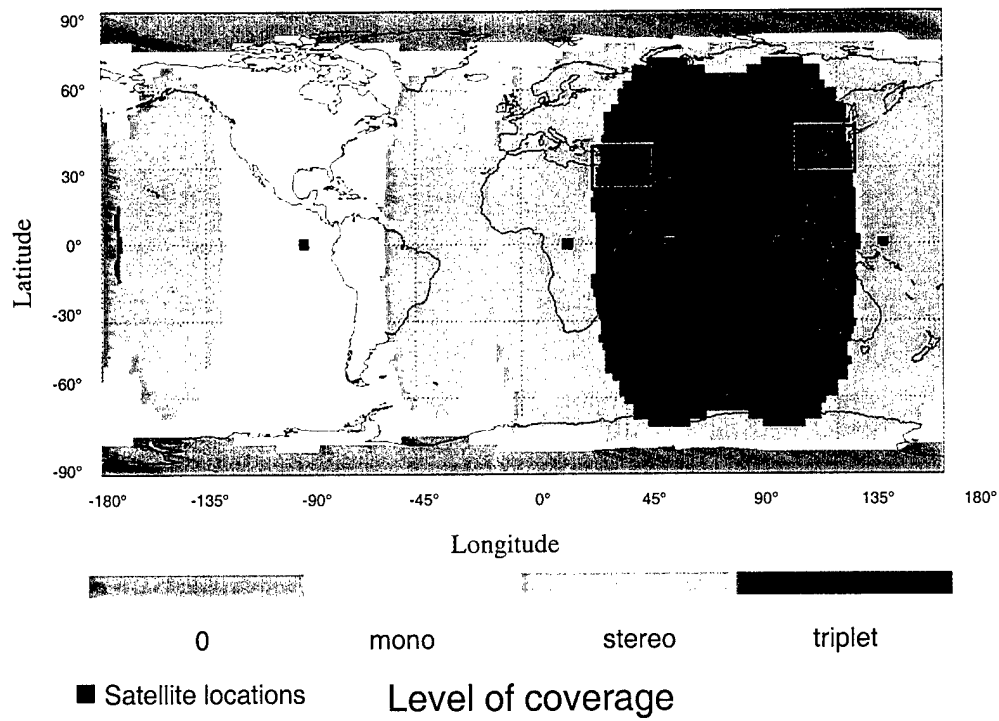 90°
60°
30°
0°
-30°
-60°
-90°
Latitude
-180° -135° -90° -45° 0° 45° 90° 135° 180°
Longitude
0 mono stereo triplet
Satellite locations
Level of coverage